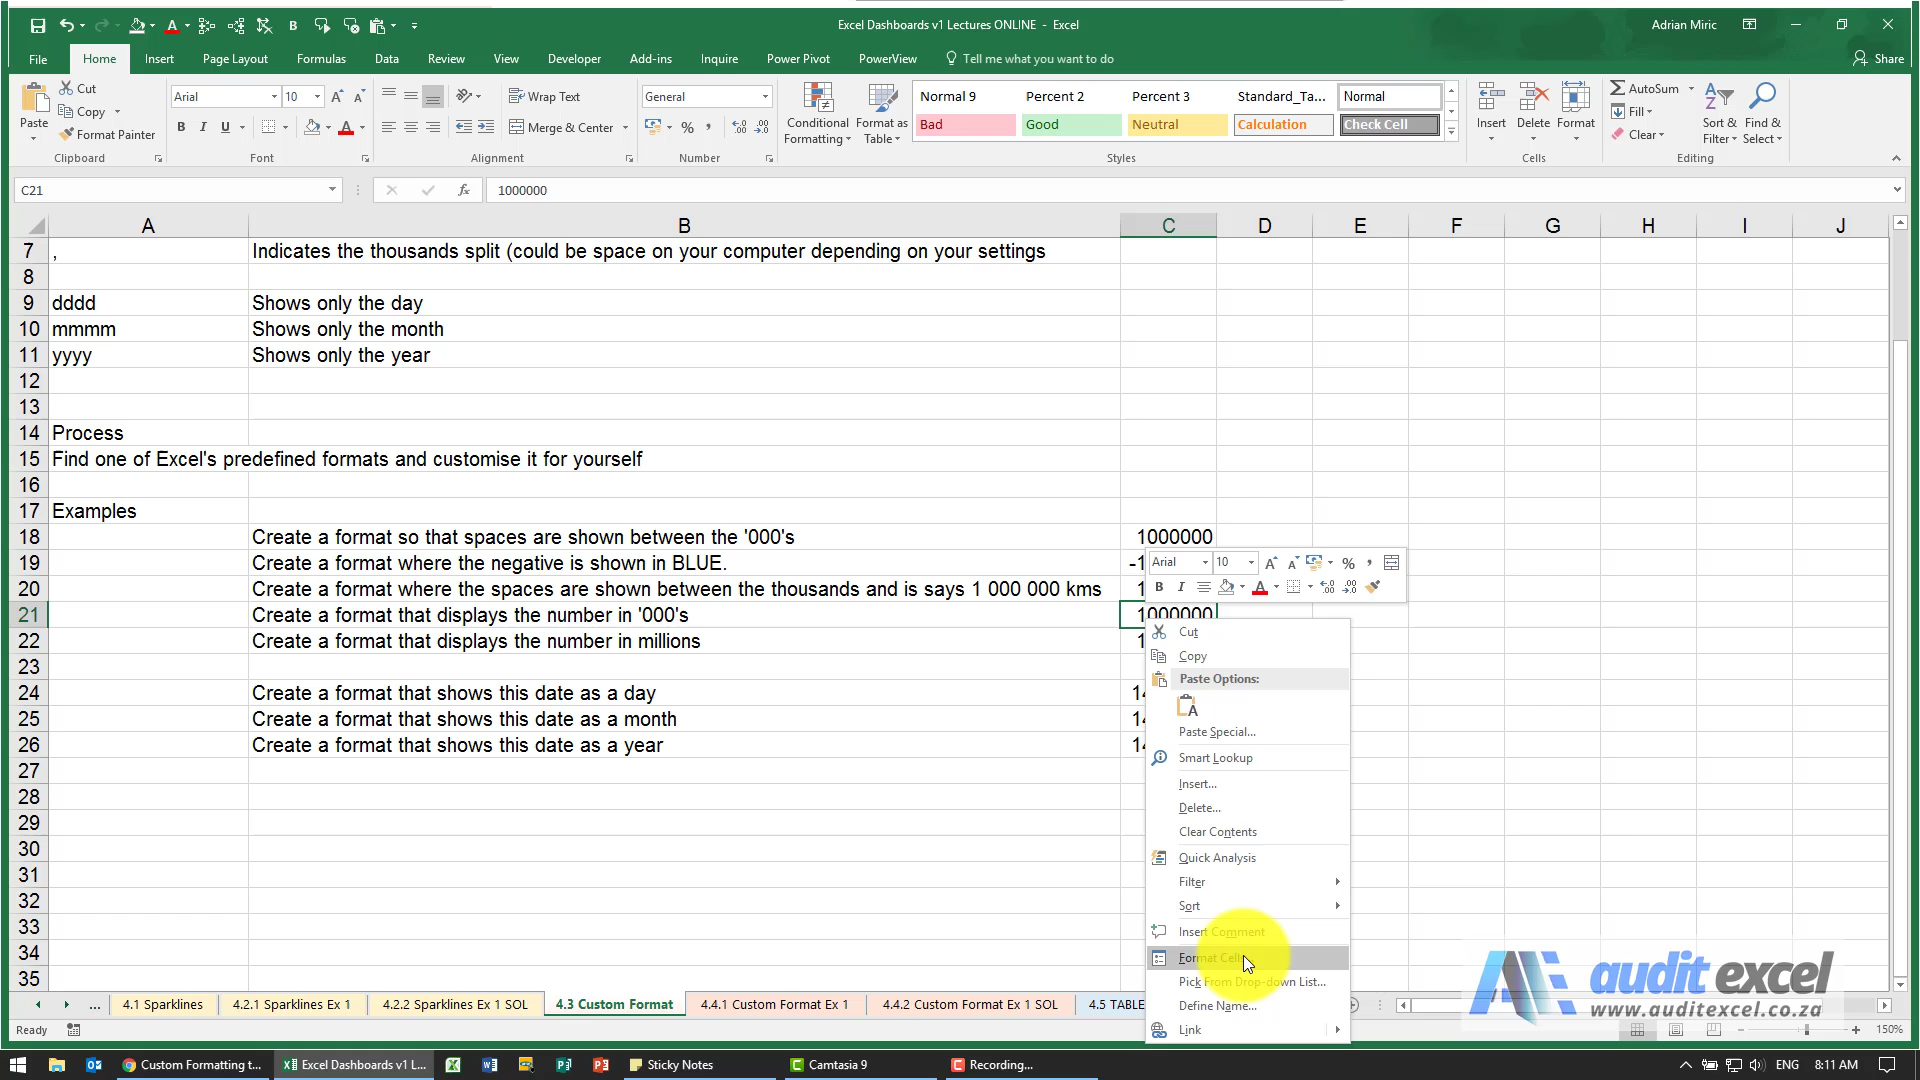 Excel Dashboards v1 Lectures ONLINE - Excel
Adrian Miric
File Home Insert Page Layout Formulas Data Review View Developer Add-ins Inquire Power Pivot PowerView Tell me what you want to do Share
Paste
Cut
Copy
Format Painter
Clipboard
Arial 10
B I U
Font
Wrap Text
Merge & Center
Alignment
General
%
Number
Conditional Formatting
Format as Table
Normal 9 Percent 2 Percent 3 Standard_Ta... Normal
Bad Good Neutral Calculation Check Cell
Styles
Insert Delete Format
Cells
AutoSum
Fill
Clear
Sort & Filter
Find & Select
Editing
C21 fx 1000000
A B C D E F G H I J
7 , Indicates the thousands split (could be space on your computer depending on your settings
8
9 dddd Shows only the day
10 mmmm Shows only the month
11 yyyy Shows only the year
12
13
14 Process
15 Find one of Excel's predefined formats and customise it for yourself
16
17 Examples
18 Create a format so that spaces are shown between the '000's 1000000
19 Create a format where the negative is shown in BLUE. -1
20 Create a format where the spaces are shown between the thousands and is says 1 000 000 kms 1
21 Create a format that displays the number in '000's 1000000
22 Create a format that displays the number in millions 1
23
24 Create a format that shows this date as a day 14
25 Create a format that shows this date as a month 14
26 Create a format that shows this date as a year 14
27
28
29
30
31
32
33
34
35
Arial 10 %
B I
Cut
Copy
Paste Options:
Paste Special...
Smart Lookup
Insert...
Delete...
Clear Contents
Quick Analysis
Filter
Sort
Insert Comment
Format Cell
Pick From Drop-down List...
Define Name...
Link
audit excel
www.auditexcel.co.za
... 4.1 Sparklines 4.2.1 Sparklines Ex 1 4.2.2 Sparklines Ex 1 SOL 4.3 Custom Format 4.4.1 Custom Format Ex 1 4.4.2 Custom Format Ex 1 SOL 4.5 TABLE
Ready
150%
Custom Formatting t... Excel Dashboards v1 L... Sticky Notes Camtasia 9 Recording... ENG 8:11 AM